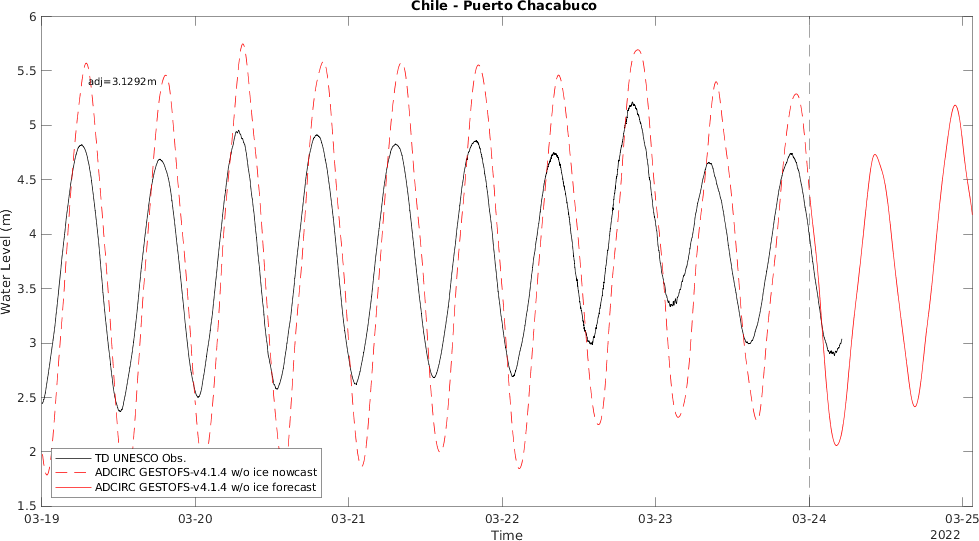 Chile - Puerto Chacabuco
6
5.5
5
4.5
4
3.5
3
2.5
2
1.5
Water Level (m)
adj=3.1292m
TD UNESCO Obs.
ADCIRC GESTOFS-v4.1.4 w/o ice nowcast
ADCIRC GESTOFS-v4.1.4 w/o ice forecast
03-19 03-20 03-21 03-22 03-23 03-24 03-25
Time
2022